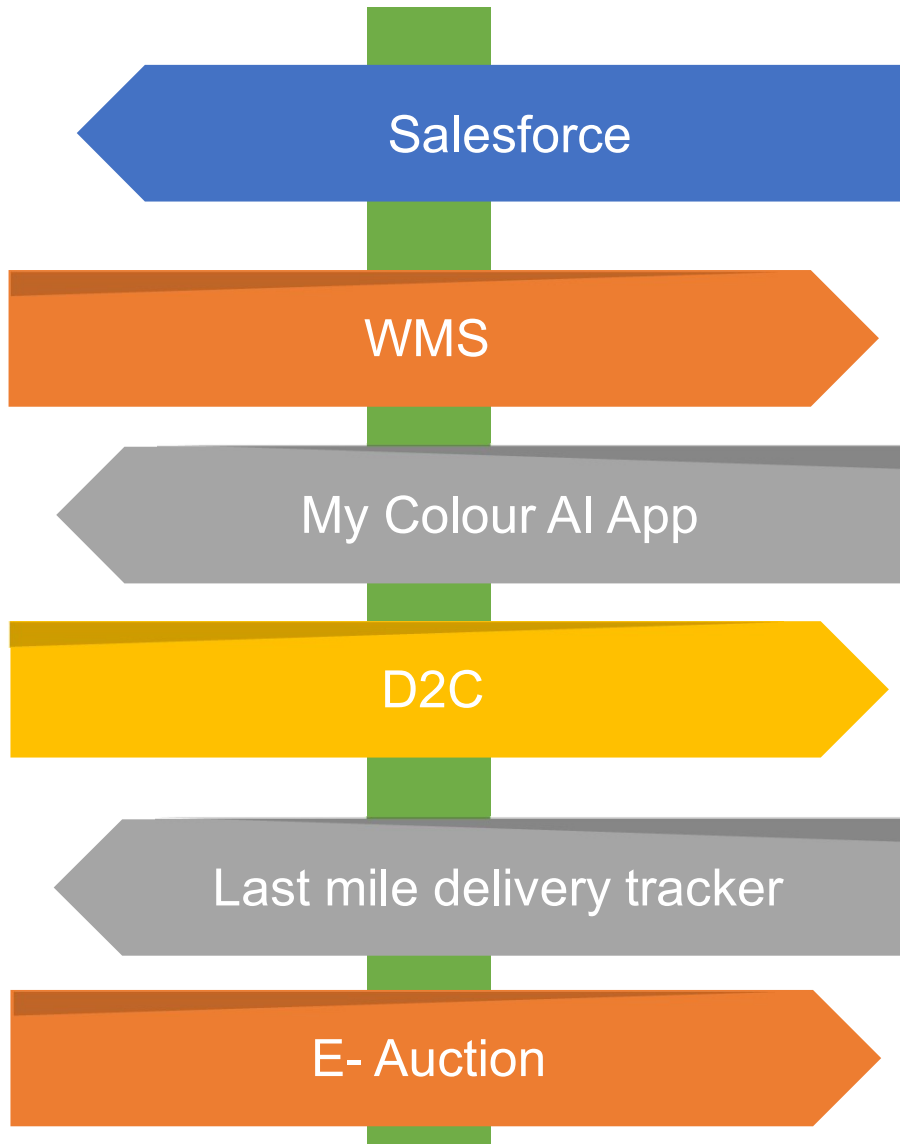 Salesforce
WMS
My Colour AI App
D2C
Last mile delivery tracker
E- Auction